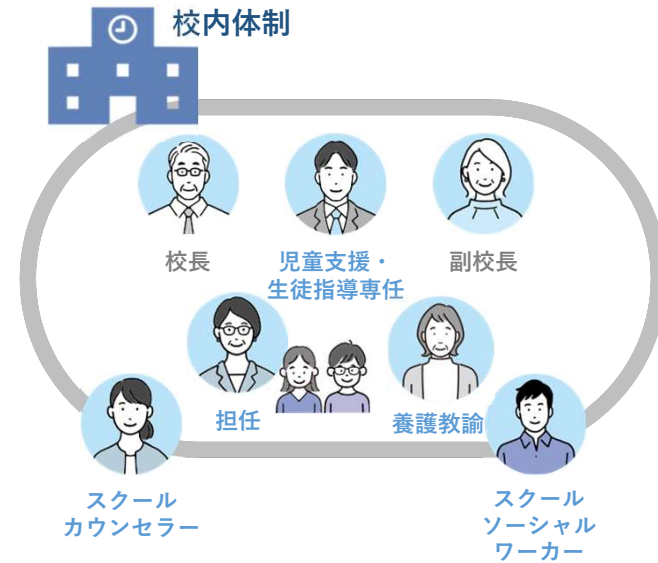 校内体制
校長
児童支援・
生徒指導専任
副校長
担任
養護教諭
スクール
カウンセラー
スクール
ソーシャル
ワーカー